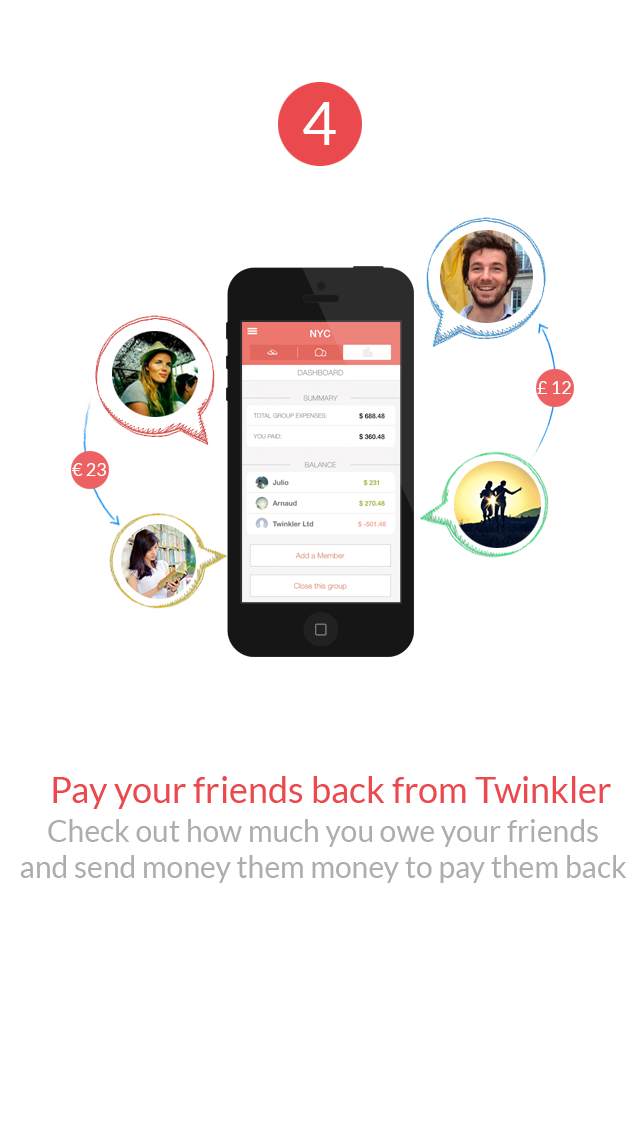 4
NYC
DASHBOARD
SUMMARY
TOTAL GROUP EXPENSES: $ 688.48
YOU PAID: $ 360.48
BALANCE
Julio $ 231
Arnaud $ 270.48
Twinkler Ltd $ -501.48
Add a Member
Close this group
€ 23
£ 12
Pay your friends back from Twinkler
Check out how much you owe your friends
and send money them money to pay them back